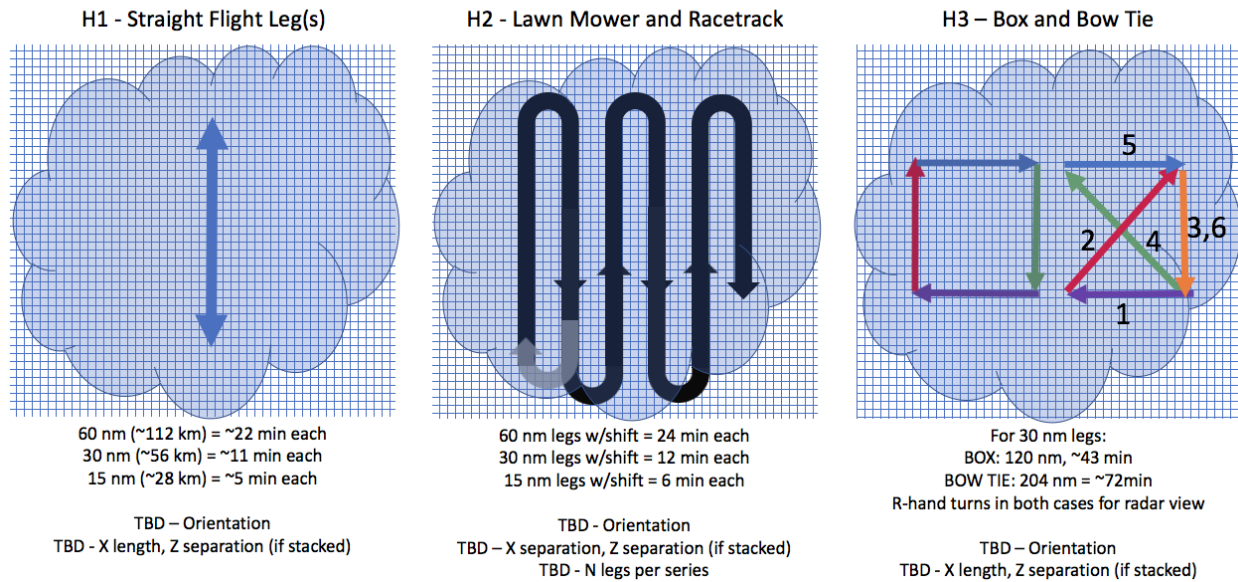 H1 - Straight Flight Leg(s)
60 nm (~112 km) = ~22 min each
30 nm (~56 km) = ~11 min each
15 nm (~28 km) = ~5 min each
TBD – Orientation
TBD - X length, Z separation (if stacked)
H2 - Lawn Mower and Racetrack
60 nm legs w/shift = 24 min each
30 nm legs w/shift = 12 min each
15 nm legs w/shift = 6 min each
TBD - Orientation
TBD – X separation, Z separation (if stacked)
TBD - N legs per series
H3 – Box and Bow Tie
5
2
4
3,6
1
For 30 nm legs:
BOX: 120 nm, ~43 min
BOW TIE: 204 nm = ~72min
R-hand turns in both cases for radar view
TBD – Orientation
TBD - X length, Z separation (if stacked)